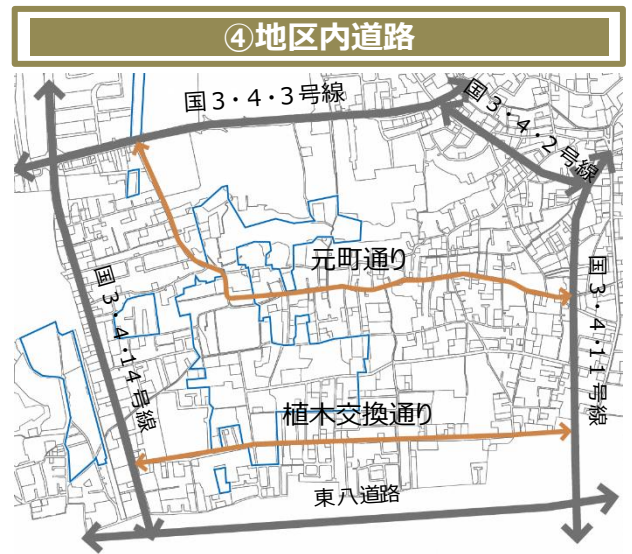 ④地区内道路
国3・4・3号線
国3・4・2号線
元町通り
国3・4・14号線
国3・4・11号線
植木交換通り
東八道路